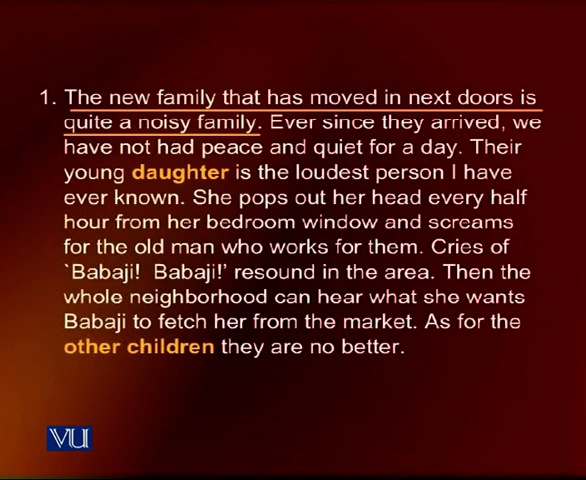 1. The new family that has moved in next doors is
quite a noisy family. Ever since they arrived, we
have not had peace and quiet for a day. Their
young daughter is the loudest person I have
ever known. She pops out her head every half
hour from her bedroom window and screams
for the old man who works for them. Cries of
`Babaji!  Babaji!’ resound in the area. Then the
whole neighborhood can hear what she wants
Babaji to fetch her from the market. As for the
other children they are no better.
VU